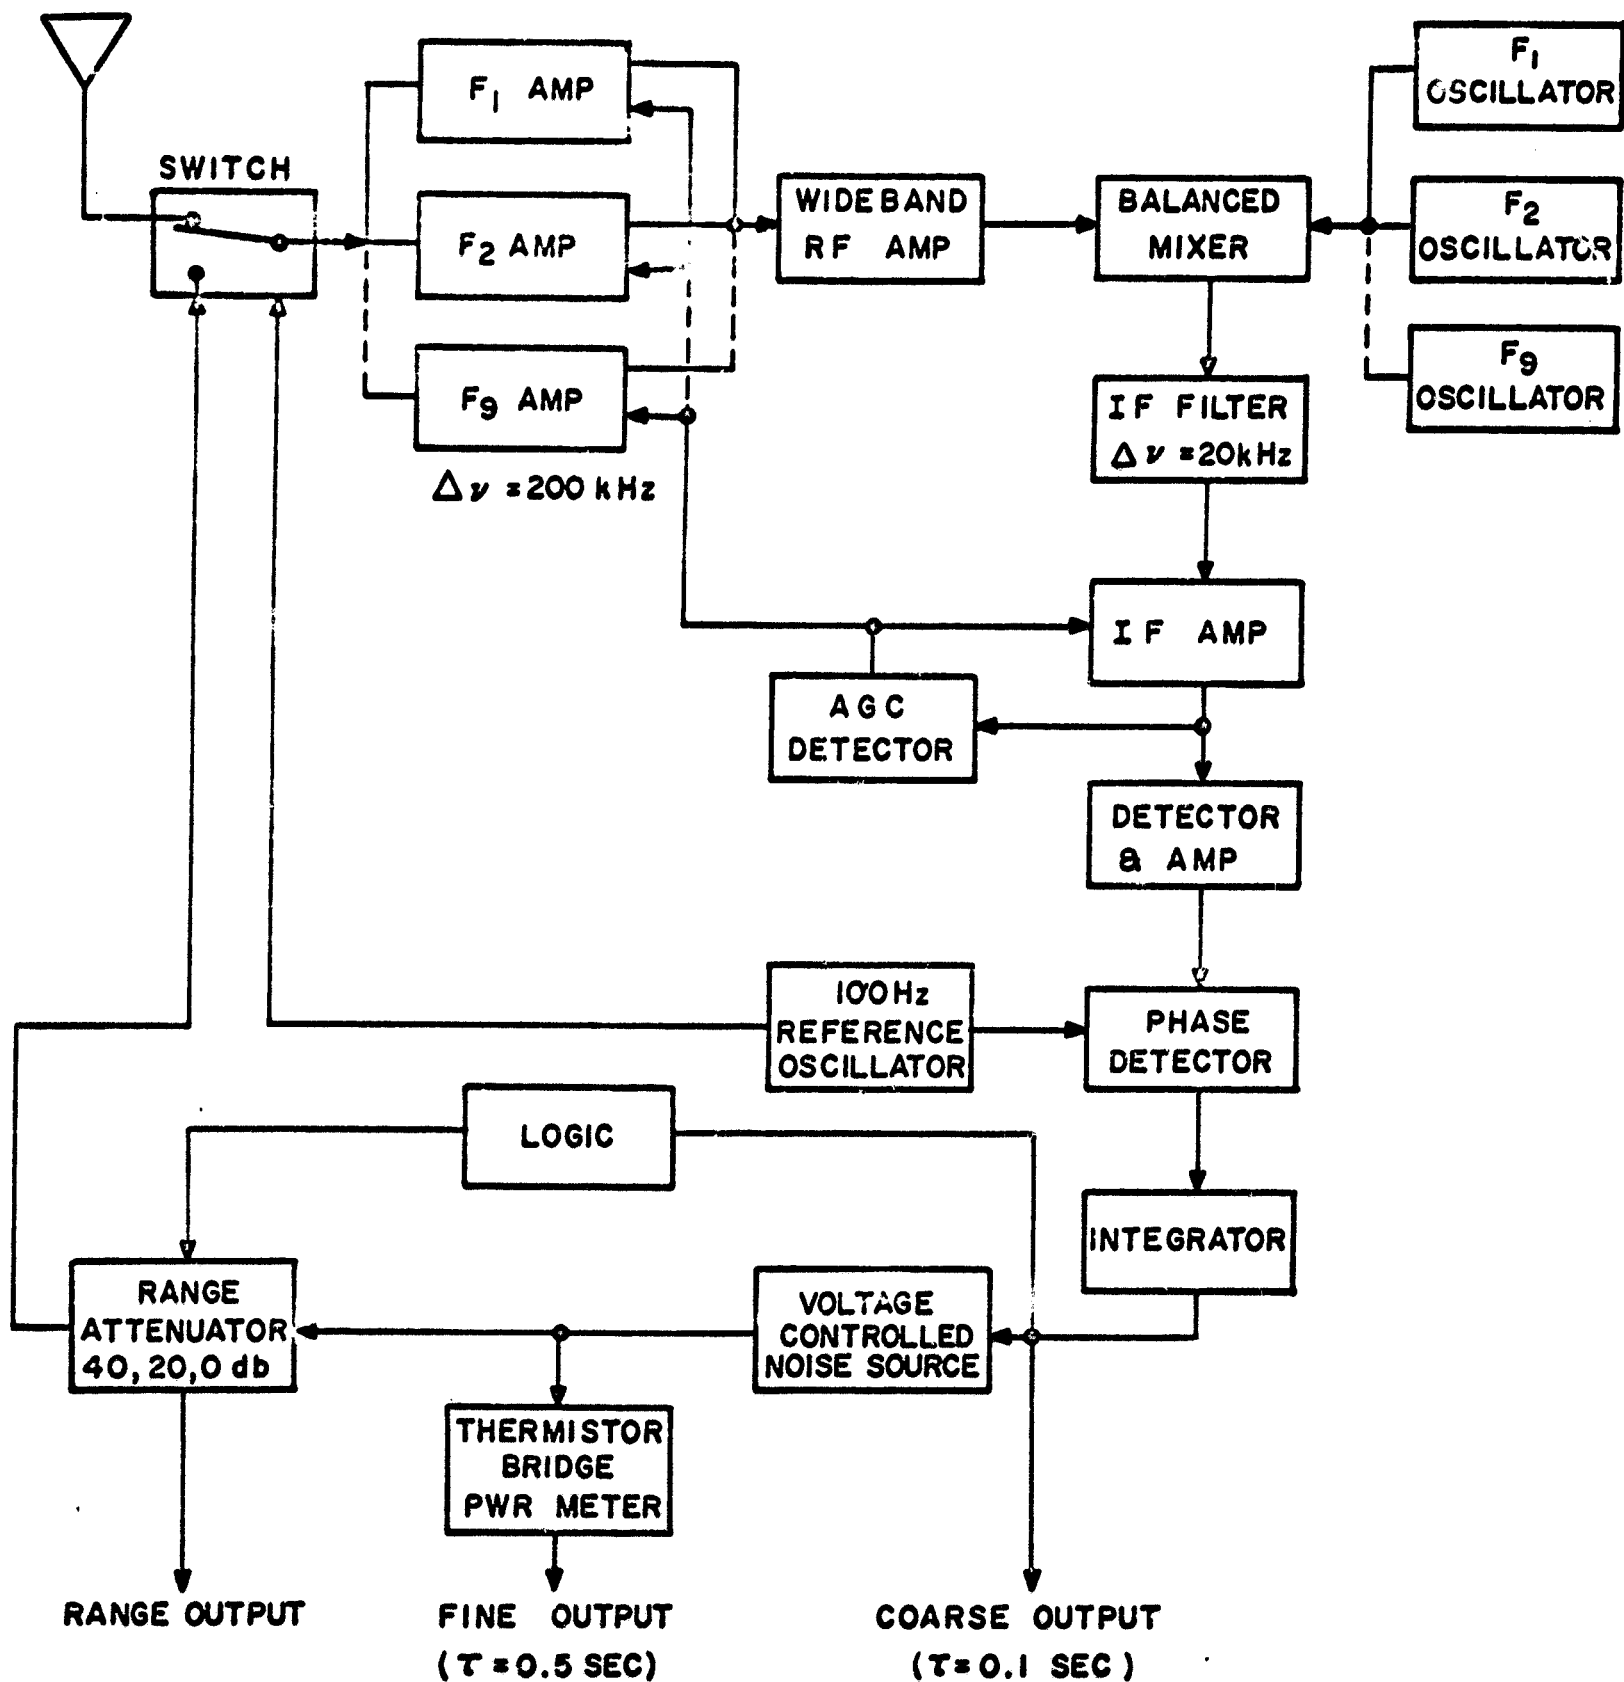 F1 AMP
F1
OSCILLATOR
SWITCH
F2 AMP
WIDEBAND
RF AMP
BALANCED
MIXER
F2
OSCILLATOR
F9 AMP
Δν = 200 kHz
IF FILTER
Δν = 20kHz
F9
OSCILLATOR
IF AMP
AGC
DETECTOR
DETECTOR
& AMP
100Hz
REFERENCE
OSCILLATOR
PHASE
DETECTOR
LOGIC
INTEGRATOR
RANGE
ATTENUATOR
40, 20, 0 db
VOLTAGE
CONTROLLED
NOISE SOURCE
THERMISTOR
BRIDGE
PWR METER
RANGE OUTPUT
FINE OUTPUT
(τ = 0.5 SEC)
COARSE OUTPUT
(τ = 0.1 SEC)